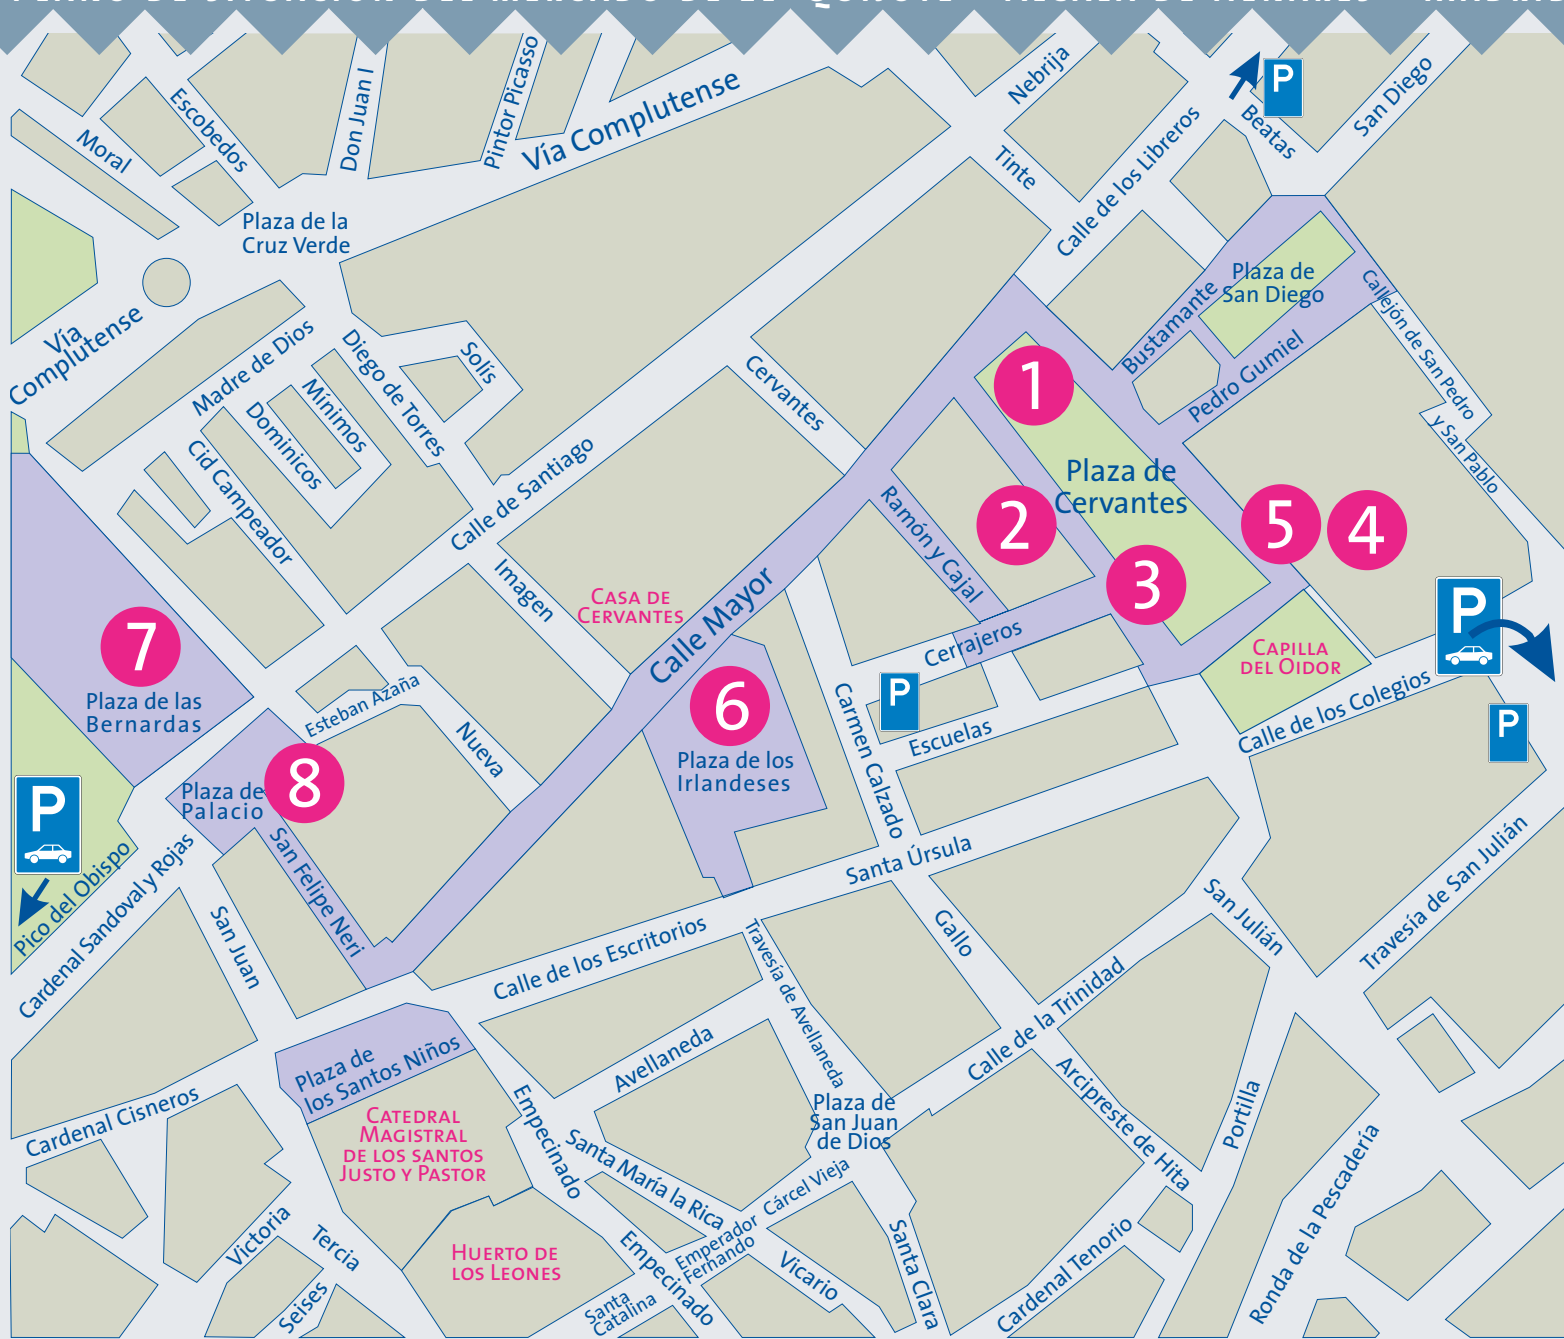 Nebrija
San Diego
Beatas
P
Pintor Picasso
Don Juan I
Escobedos
Moral
Vía Complutense
Tinte
Calle de los Libreros
Plaza de la
Cruz Verde
Plaza de
San Diego
Bustamante
Pedro Gumiel
Callejón de San Pedro
y San Pablo
Vía
Complutense
Madre de Dios
Diego de Torres
Solís
Mínimos
Dominicos
Cid Campeador
Cervantes
Calle de Santiago
1
Plaza de
Cervantes
2
3
5
4
Ramón y Cajal
Imagen
Casa de
Cervantes
Calle Mayor
Cerrajeros
Capilla
del Oidor
P
P
P
Calle de los Colegios
7
Plaza de las
Bernardas
Esteban Azaña
Nueva
6
Plaza de los
Irlandeses
Carmen Calzado
Escuelas
8
Plaza de
Palacio
P
Pico del Obispo
Cardenal Sandoval y Rojas
San Juan
San Felipe Neri
Santa Úrsula
Calle de los Escritorios
Gallo
San Julián
Travesía de San Julián
Travesía de Avellaneda
Calle de la Trinidad
Avellaneda
Plaza de
los Santos Niños
Cardenal Cisneros
Catedral
Magistral
de los santos
Justo y Pastor
Empecinado
Plaza de
San Juan
de Dios
Arcipreste de Hita
Portilla
Ronda de la Pescadería
Santa María la Rica
Cárcel Vieja
Emperador
Fernando
Victoria
Tercia
Seises
Huerto de
los Leones
Empecinado
Santa
Catalina
Vicario
Santa Clara
Cardenal Tenorio